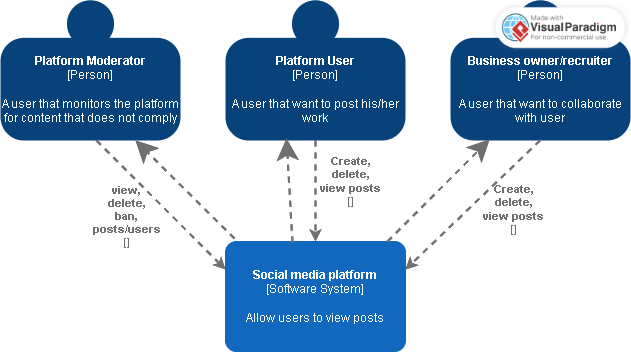 Made with
VisualParadigm
For non-commercial use
Platform Moderator
[Person]
A user that monitors the platform
for content that does not comply
Platform User
[Person]
A user that want to post his/her
work
Business owner/recruiter
[Person]
A user that want to collaborate
with user
view,
delete,
ban,
posts/users
[]
Create,
delete,
view posts
[]
Create,
delete,
view posts
[]
Social media platform
[Software System]
Allow users to view posts